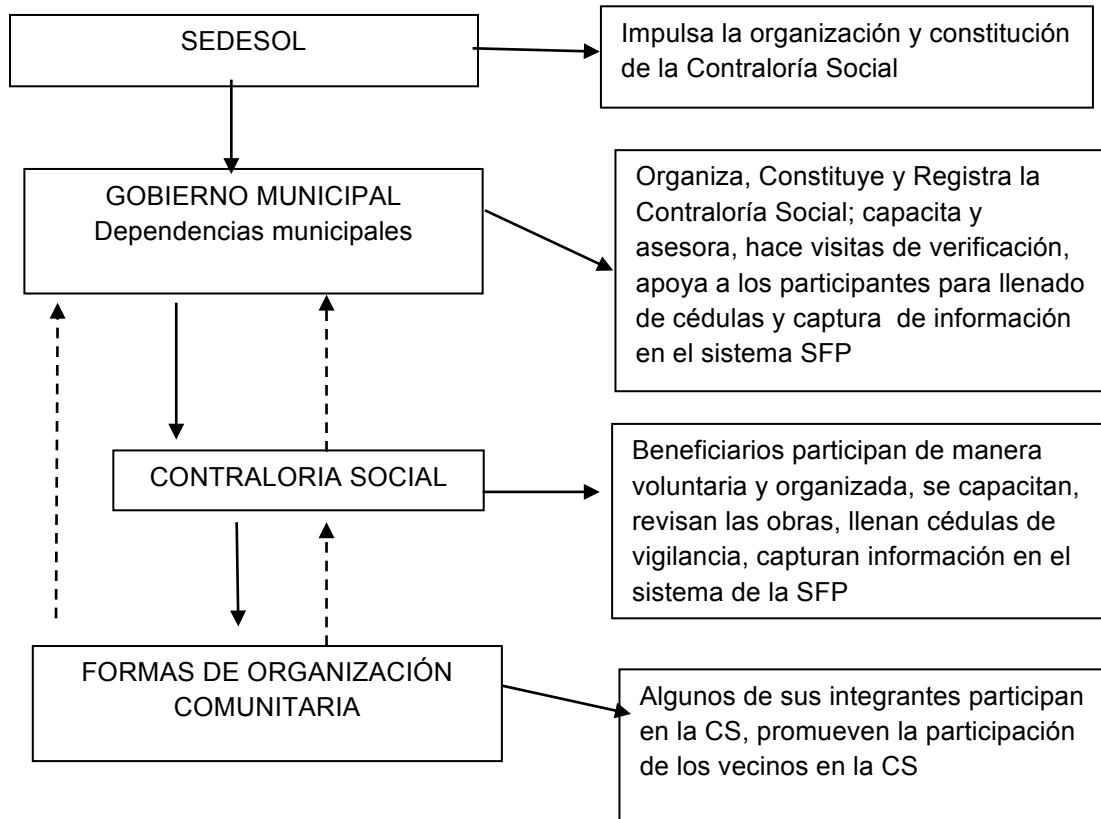 SEDESOL
Impulsa la organización y constitución
de la Contraloría Social
GOBIERNO MUNICIPAL
Dependencias municipales
Organiza, Constituye y Registra la
Contraloría Social; capacita y
asesora, hace visitas de verificación,
apoya a los participantes para llenado
de cédulas y captura  de información
en el sistema SFP
CONTRALORIA SOCIAL
Beneficiarios participan de manera
voluntaria y organizada, se capacitan,
revisan las obras, llenan cédulas de
vigilancia, capturan información en el
sistema de la SFP
FORMAS DE ORGANIZACIÓN
COMUNITARIA
Algunos de sus integrantes participan
en la CS, promueven la participación
de los vecinos en la CS